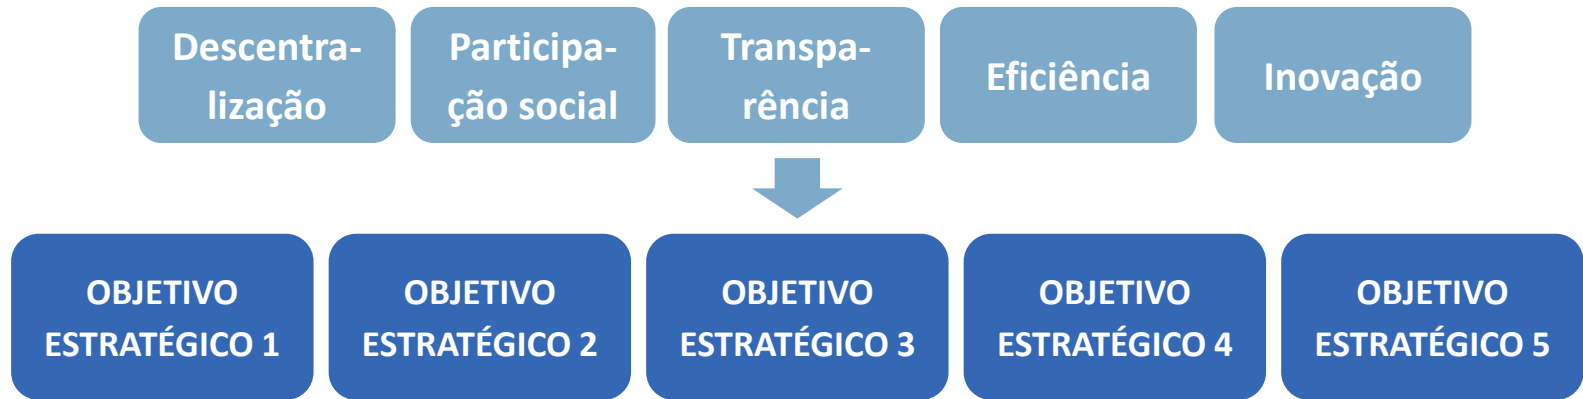 Descentra-
lização
Participa-
ção social
Transpa-
rência
Eficiência
Inovação
OBJETIVO
ESTRATÉGICO 1
OBJETIVO
ESTRATÉGICO 2
OBJETIVO
ESTRATÉGICO 3
OBJETIVO
ESTRATÉGICO 4
OBJETIVO
ESTRATÉGICO 5